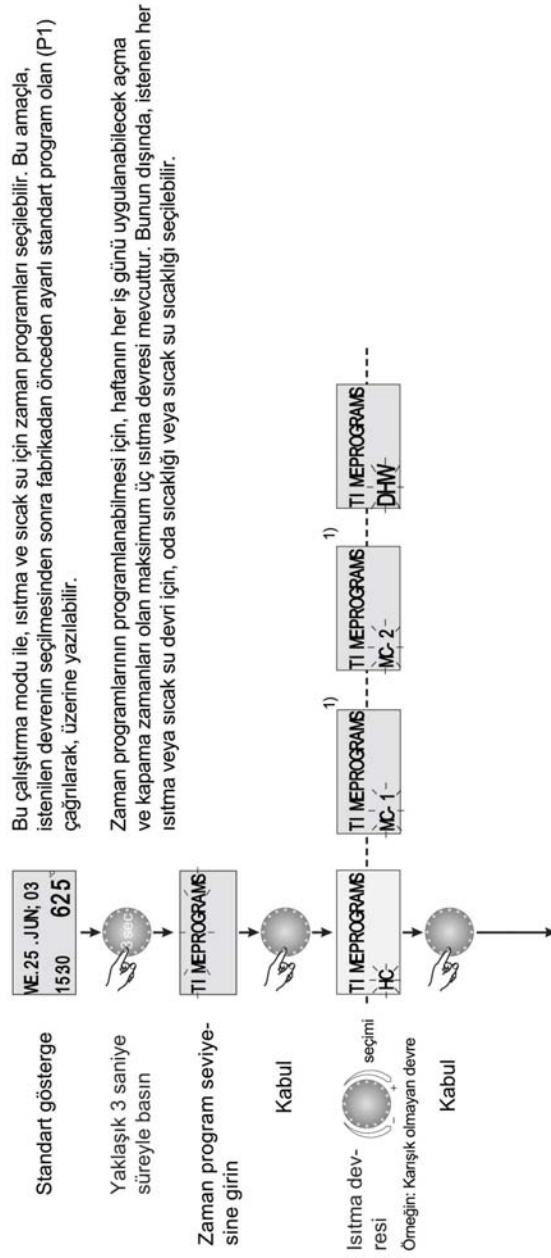 Bu çalıştırma modu ile, ısıtma ve sıcak su için zaman programları seçilebilir. Bu amaçla,
istenilen devrenin seçilmesinden sonra fabrikadan önceden ayarlı standart program olan (P1)
çağrılarak, üzerine yazılabilir.
Zaman programlarının programlanabilmesi için, haftanın her iş günü uygulanabilecek açma
ve kapama zamanları olan maksimum üç ısıtma devresi mevcuttur. Bunun dışında, istenen her
ısıtma veya sıcak su devri için, oda sıcaklığı veya sıcak su sıcaklığı seçilebilir.
Standart gösterge
WE.25 .JUN; 03
1530 625 °C
Yaklaşık 3 saniye
süreyle basın
3 sec.
Zaman program seviye-
sine girin
TI MEPROGRAMS
Kabul
Isıtma dev-
resi
seçimi
- +
Örneğin: Karışık olmayan devre
TI MEPROGRAMS
HC
1)
TI MEPROGRAMS
MC- 1
1)
TI MEPROGRAMS
MC- 2
TI MEPROGRAMS
DHW
Kabul